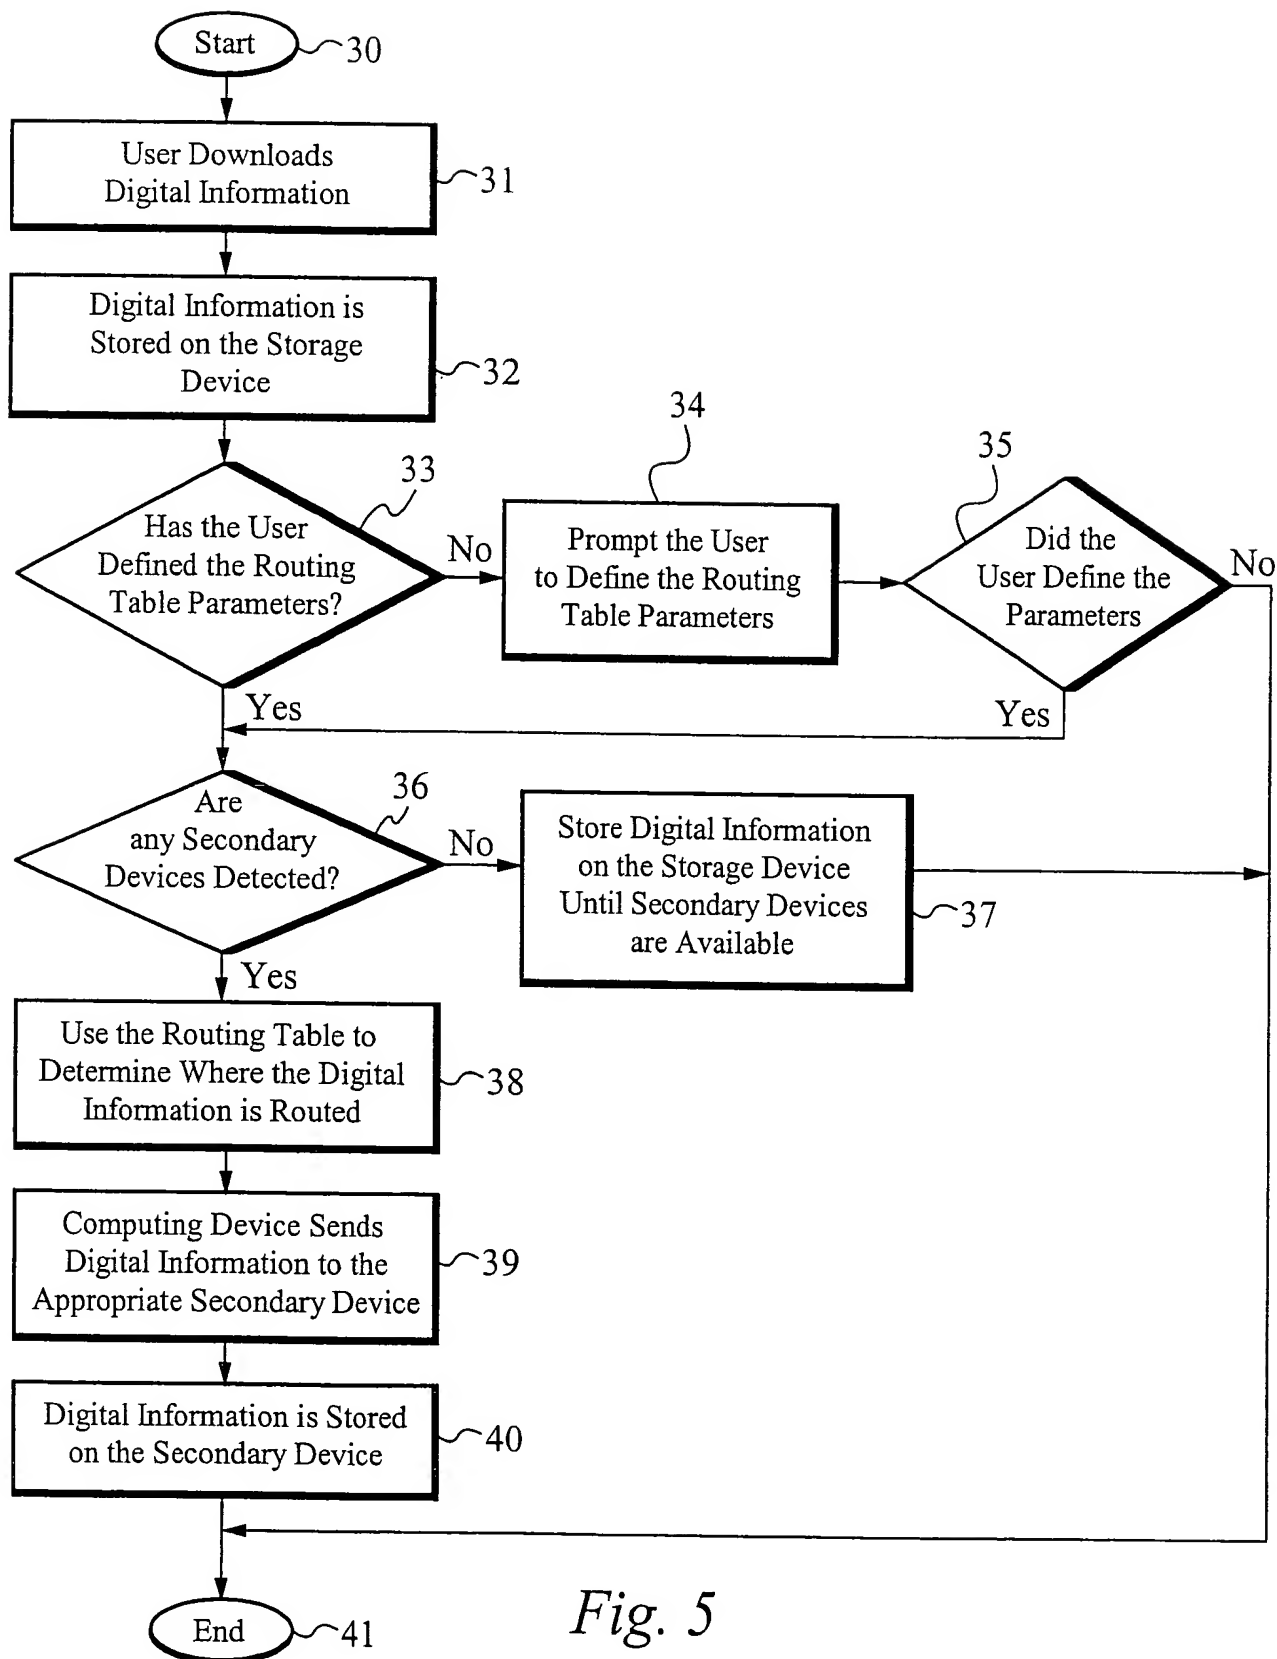 Start
30
User Downloads
Digital Information
31
Digital Information is
Stored on the Storage
Device
32
33
Has the User
Defined the Routing
Table Parameters?
No
34
Prompt the User
to Define the Routing
Table Parameters
35
Did the
User Define the
Parameters
No
Yes
Yes
36
Are
any Secondary
Devices Detected?
No
Store Digital Information
on the Storage Device
Until Secondary Devices
are Available
37
Yes
Use the Routing Table to
Determine Where the Digital
Information is Routed
38
Computing Device Sends
Digital Information to the
Appropriate Secondary Device
39
Digital Information is Stored
on the Secondary Device
40
End
41
Fig. 5